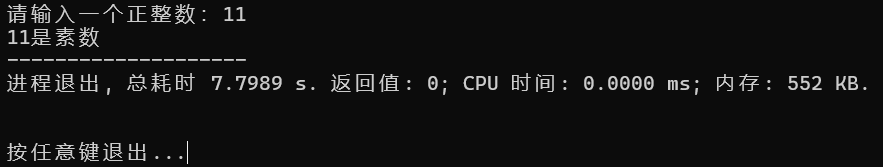 请输入一个正整数: 11
11是素数
--------------------
进程退出, 总耗时 7.7989 s. 返回值: 0; CPU 时间: 0.0000 ms; 内存: 552 KB.
按任意键退出...